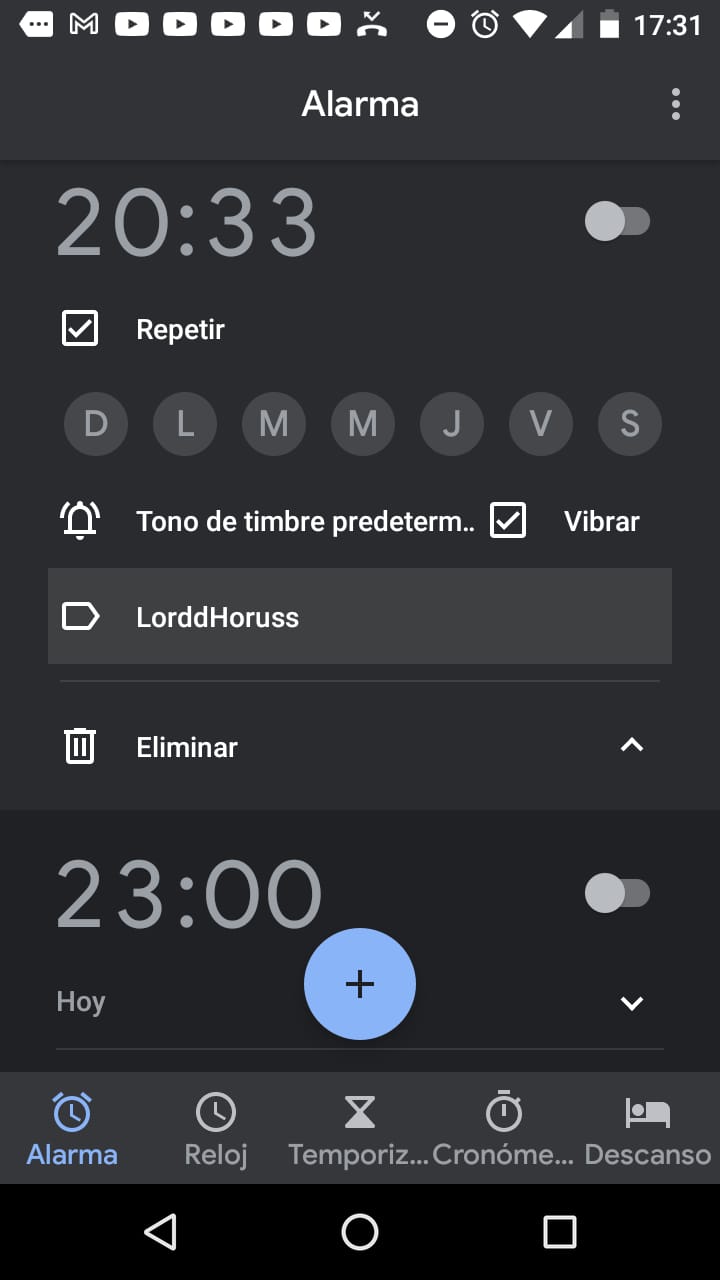 17:31
Alarma
20:33
Repetir
D L M M J V S
Tono de timbre predeterm.. Vibrar
LorddHoruss
Eliminar
23:00
Hoy
Alarma Reloj Temporiz... Cronóme... Descanso